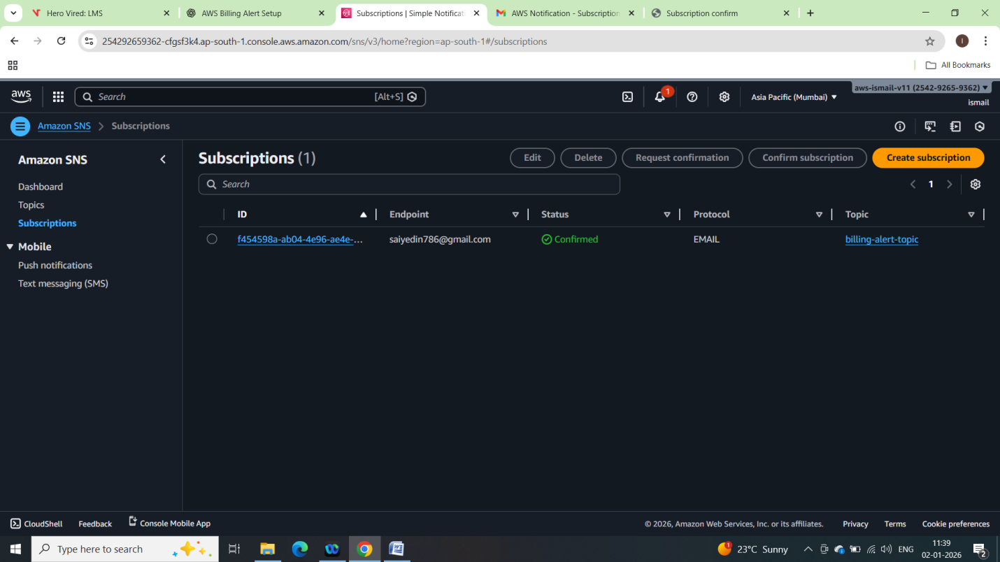 Hero Vired: LMS
AWS Billing Alert Setup
Subscriptions | Simple Notificati
AWS Notification - Subscription
Subscription confirm
254292659362-cfgsf3k4.ap-south-1.console.aws.amazon.com/sns/v3/home?region=ap-south-1#/subscriptions
I
All Bookmarks
aws
Search
[Alt+S]
1
Asia Pacific (Mumbai)
aws-ismail-v11 (2542-9265-9362)
ismail
Amazon SNS
Subscriptions
Amazon SNS
Dashboard
Topics
Subscriptions
Mobile
Push notifications
Text messaging (SMS)
Subscriptions (1)
Edit
Delete
Request confirmation
Confirm subscription
Create subscription
Search
1
ID
Endpoint
Status
Protocol
Topic
f454598a-ab04-4e96-ae4e-...
saiyedin786@gmail.com
Confirmed
EMAIL
billing-alert-topic
CloudShell
Feedback
Console Mobile App
© 2026, Amazon Web Services, Inc. or its affiliates.
Privacy
Terms
Cookie preferences
Type here to search
1
23°C Sunny
ENG
11:39
02-01-2026
2